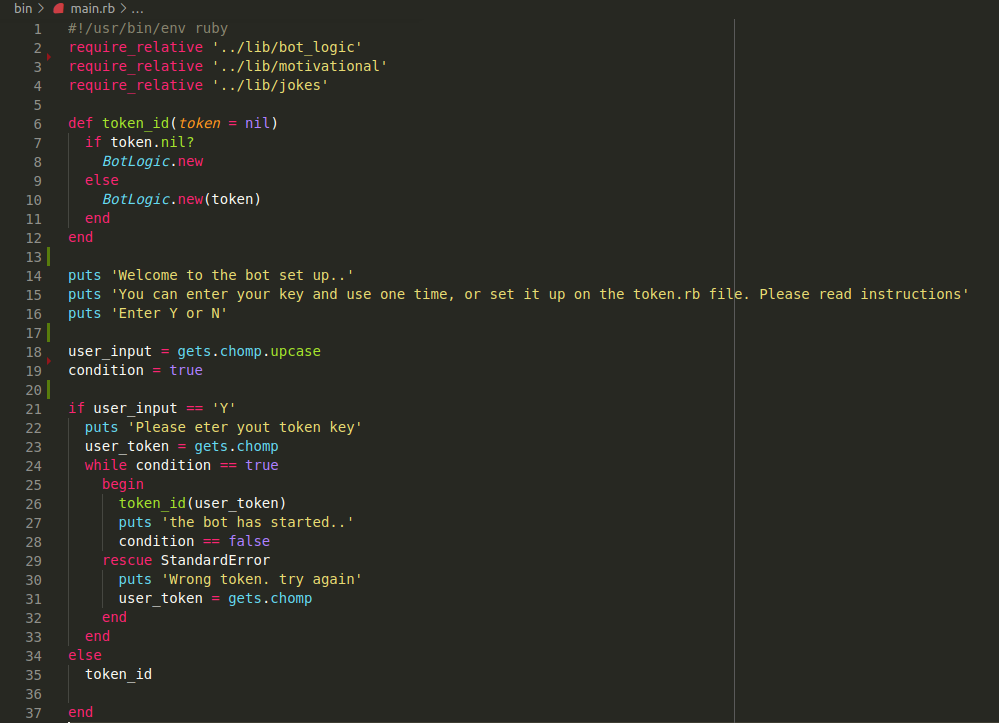 bin > main.rb > ...
1 #!/usr/bin/env ruby
2 require_relative '../lib/bot_logic'
3 require_relative '../lib/motivational'
4 require_relative '../lib/jokes'
5
6 def token_id(token = nil)
7   if token.nil?
8     BotLogic.new
9   else
10     BotLogic.new(token)
11   end
12 end
13
14 puts 'Welcome to the bot set up..'
15 puts 'You can enter your key and use one time, or set it up on the token.rb file. Please read instructions'
16 puts 'Enter Y or N'
17
18 user_input = gets.chomp.upcase
19 condition = true
20
21 if user_input == 'Y'
22   puts 'Please eter yout token key'
23   user_token = gets.chomp
24   while condition == true
25     begin
26       token_id(user_token)
27       puts 'the bot has started..'
28       condition == false
29     rescue StandardError
30       puts 'Wrong token. try again'
31       user_token = gets.chomp
32     end
33   end
34 else
35   token_id
36
37 end